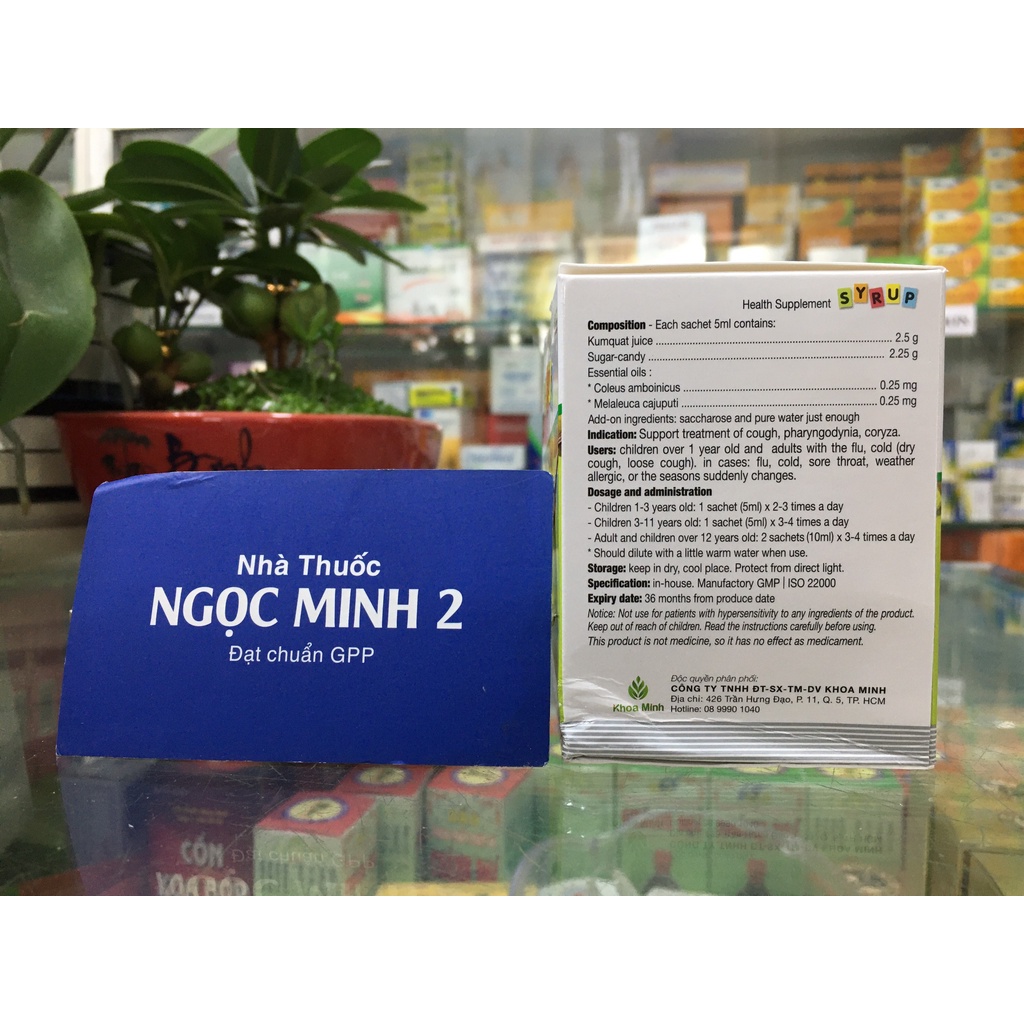 Nhà Thuốc
NGỌC MINH 2
Đạt chuẩn GPP
Health Supplement SYRUP
Composition - Each sachet 5ml contains:
Kumquat juice ........ 2.5 g
Sugar-candy ........ 2.25 g
Essential oils :
* Coleus amboinicus ........ 0.25 mg
* Melaleuca cajuputi ........ 0.25 mg
Add-on ingredients: saccharose and pure water just enough
Indication: Support treatment of cough, pharyngodynia, coryza.
Users: children over 1 year old and adults with the flu, cold (dry
cough, loose cough). in cases: flu, cold, sore throat, weather
allergic, or the seasons suddenly changes.
Dosage and administration
- Children 1-3 years old: 1 sachet (5ml) x 2-3 times a day
- Children 3-11 years old: 1 sachet (5ml) x 3-4 times a day
- Adult and children over 12 years old: 2 sachets (10ml) x 3-4 times a day
* Should dilute with a little warm water when use.
Storage: keep in dry, cool place. Protect from direct light.
Specification: in-house. Manufactory GMP | ISO 22000
Expiry date: 36 months from produce date
Notice: Not use for patients with hypersensitivity to any ingredients of the product.
Keep out of reach of children. Read the instructions carefully before using.
This product is not medicine, so it has no effect as medicament.
Khoa Minh
Độc quyền phân phối:
CÔNG TY TNHH ĐT-SX-TM-DV KHOA MINH
Địa chỉ: 426 Trần Hưng Đạo, P. 11, Q. 5, TP. HCM
Hotline: 08 9990 1040
CỒN